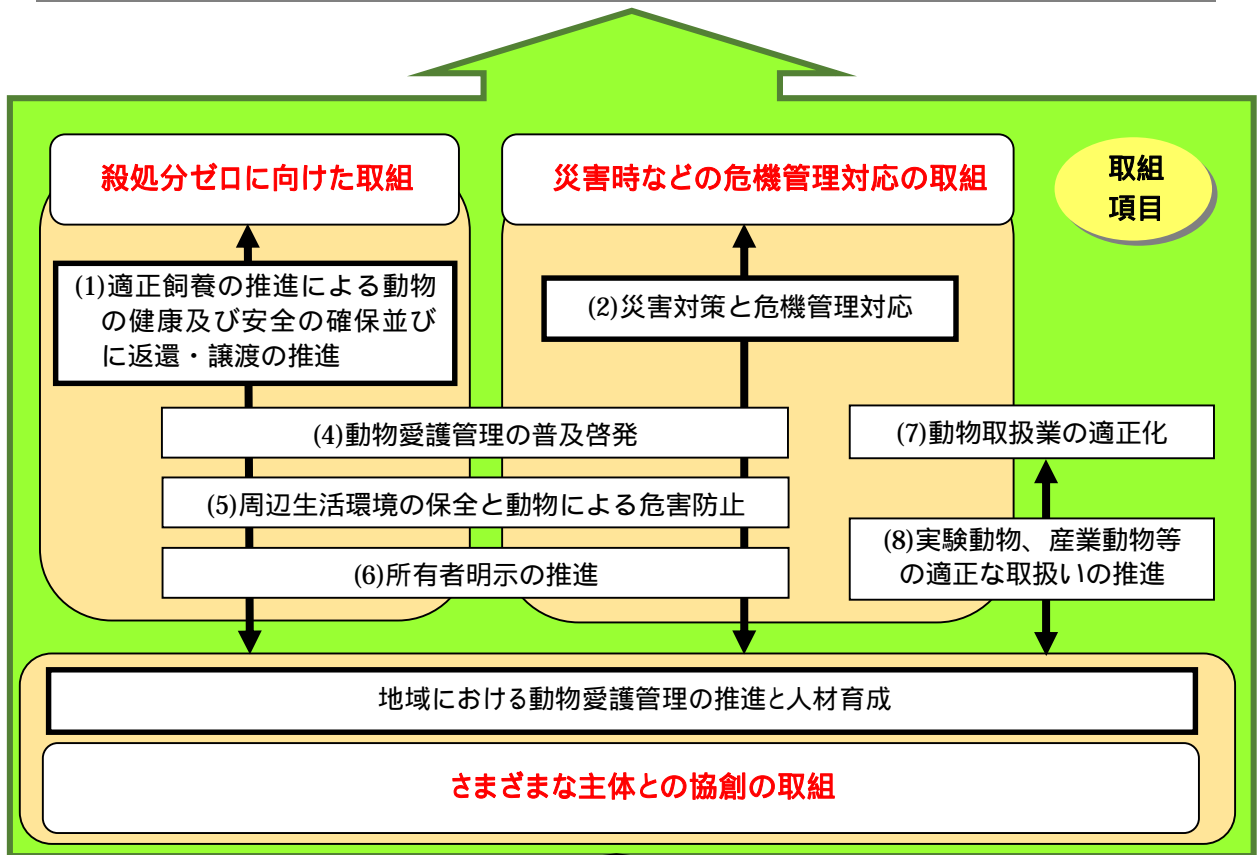 殺処分ゼロに向けた取組
災害時などの危機管理対応の取組
取組
項目
(1)適正飼養の推進による動物
の健康及び安全の確保並び
に返還・譲渡の推進
(2)災害対策と危機管理対応
(4)動物愛護管理の普及啓発
(7)動物取扱業の適正化
(5)周辺生活環境の保全と動物による危害防止
(6)所有者明示の推進
(8)実験動物、産業動物等
の適正な取扱いの推進
地域における動物愛護管理の推進と人材育成
さまざまな主体との協創の取組